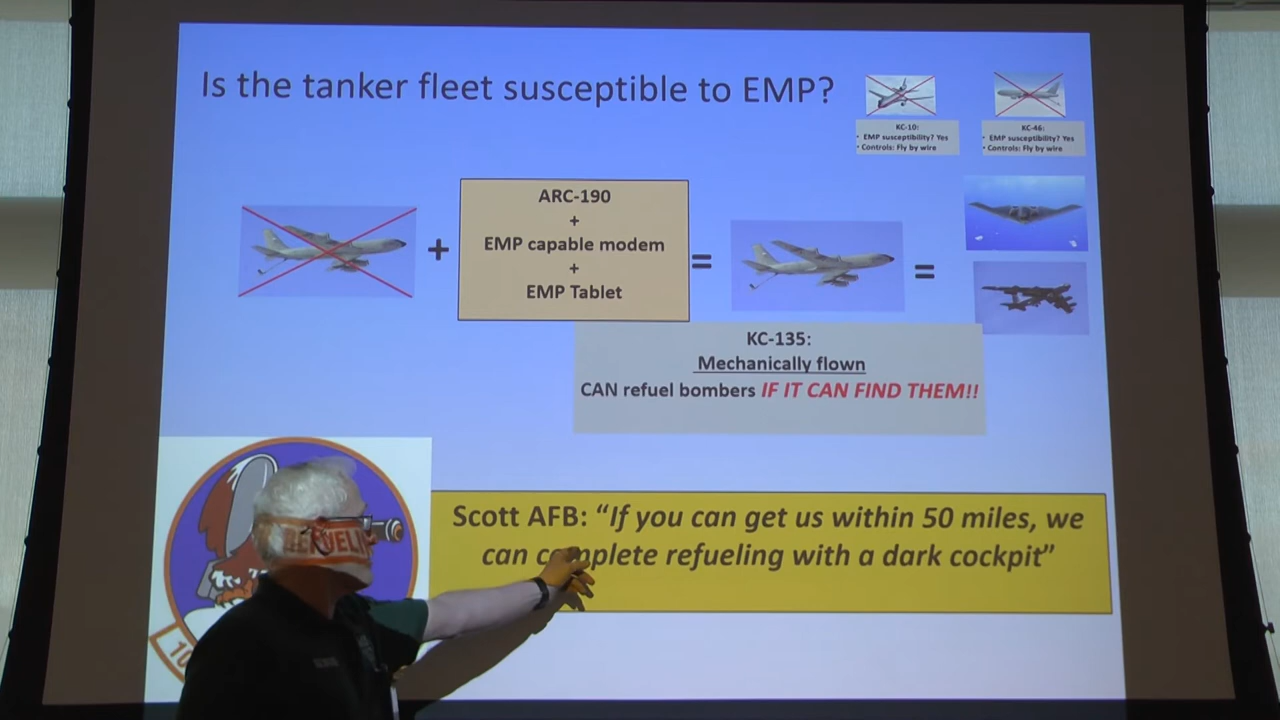 Is the tanker fleet susceptible to EMP?
KC-10:
• EMP susceptibility? Yes
• Controls: Fly by wire
KC-46:
• EMP susceptibility? Yes
• Controls: Fly by wire
ARC-190
+
+
EMP capable modem
=
=
+
EMP Tablet
KC-135:
Mechanically flown
CAN refuel bombers IF IT CAN FIND THEM!!
Scott AFB: “If you can get us within 50 miles, we
can complete refueling with a dark cockpit”